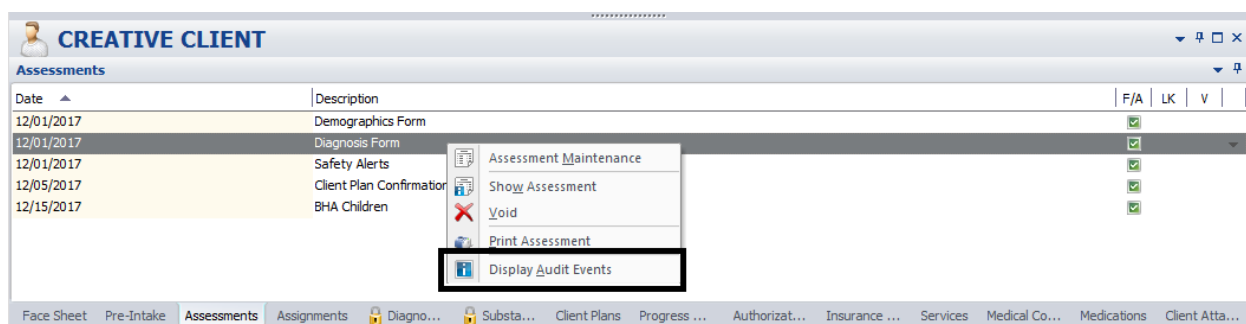 CREATIVE CLIENT
Assessments
Date Description F/A LK V
12/01/2017 Demographics Form
12/01/2017 Diagnosis Form
12/01/2017 Safety Alerts
12/05/2017 Client Plan Confirmation
12/15/2017 BHA Children
Assessment Maintenance
Show Assessment
Void
Print Assessment
Display Audit Events
Face Sheet Pre-Intake Assessments Assignments Diagno... Substa... Client Plans Progress ... Authorizat... Insurance ... Services Medical Co... Medications Client Atta...